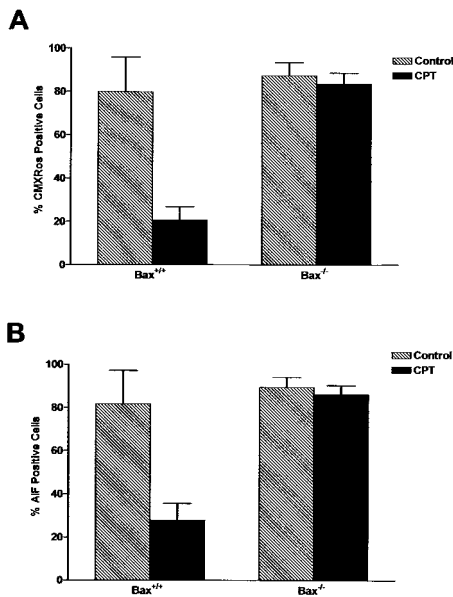 A
% CMXRos Positive Cells
100
80
60
40
20
0
Control
CPT
Bax+/+
Bax-/-
B
% AIF Positive Cells
100
80
60
40
20
0
Control
CPT
Bax+/+
Bax-/-